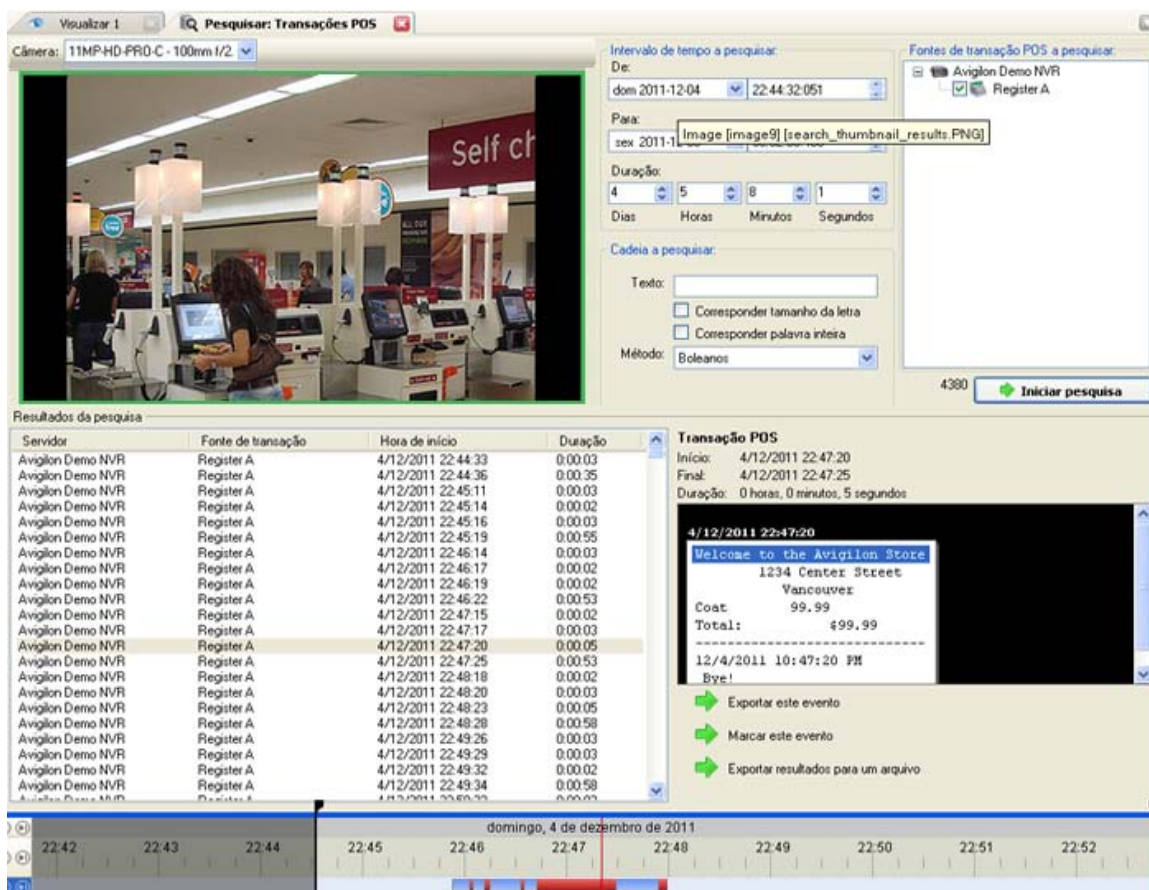 Visualizar 1
Pesquisar: Transações POS
Câmera: 11MP-HD-PRO-C - 100mm f/2.
Self ch
free
ALL OUR
Intervalo de tempo a pesquisar:
De:
dom 2011-12-04 22:44:32:051
Para:
sex 2011-1
Image [image9] [search_thumbnail_results.PNG]
Duração:
4 5 8 1
Dias Horas Minutos Segundos
Cadeia a pesquisar:
Texto:
Corresponder tamanho da letra
Corresponder palavra inteira
Método: Boleanos
Fontes de transação POS a pesquisar:
Avigilon Demo NVR
Register A
4380 Iniciar pesquisa
Resultados da pesquisa
Servidor Fonte de transação Hora de início Duração
Avigilon Demo NVR Register A 4/12/2011 22:44:33 0:00:03
Avigilon Demo NVR Register A 4/12/2011 22:44:36 0:00:35
Avigilon Demo NVR Register A 4/12/2011 22:45:11 0:00:03
Avigilon Demo NVR Register A 4/12/2011 22:45:14 0:00:02
Avigilon Demo NVR Register A 4/12/2011 22:45:16 0:00:03
Avigilon Demo NVR Register A 4/12/2011 22:45:19 0:00:55
Avigilon Demo NVR Register A 4/12/2011 22:46:14 0:00:03
Avigilon Demo NVR Register A 4/12/2011 22:46:17 0:00:02
Avigilon Demo NVR Register A 4/12/2011 22:46:19 0:00:02
Avigilon Demo NVR Register A 4/12/2011 22:46:22 0:00:53
Avigilon Demo NVR Register A 4/12/2011 22:47:15 0:00:02
Avigilon Demo NVR Register A 4/12/2011 22:47:17 0:00:03
Avigilon Demo NVR Register A 4/12/2011 22:47:20 0:00:05
Avigilon Demo NVR Register A 4/12/2011 22:47:25 0:00:53
Avigilon Demo NVR Register A 4/12/2011 22:48:18 0:00:02
Avigilon Demo NVR Register A 4/12/2011 22:48:20 0:00:03
Avigilon Demo NVR Register A 4/12/2011 22:48:23 0:00:05
Avigilon Demo NVR Register A 4/12/2011 22:48:28 0:00:58
Avigilon Demo NVR Register A 4/12/2011 22:49:26 0:00:03
Avigilon Demo NVR Register A 4/12/2011 22:49:29 0:00:03
Avigilon Demo NVR Register A 4/12/2011 22:49:32 0:00:02
Avigilon Demo NVR Register A 4/12/2011 22:49:34 0:00:58
Transação POS
Início: 4/12/2011 22:47:20
Final: 4/12/2011 22:47:25
Duração: 0 horas, 0 minutos, 5 segundos
4/12/2011 22:47:20
Welcome to the Avigilon Store
1234 Center Street
Vancouver
Coat 99.99
Total: $99.99
-----------------------------
12/4/2011 10:47:20 PM
Bye!
Exportar este evento
Marcar este evento
Exportar resultados para um arquivo
domingo, 4 de dezembro de 2011
22:42 22:43 22:44 22:45 22:46 22:47 22:48 22:49 22:50 22:51 22:52